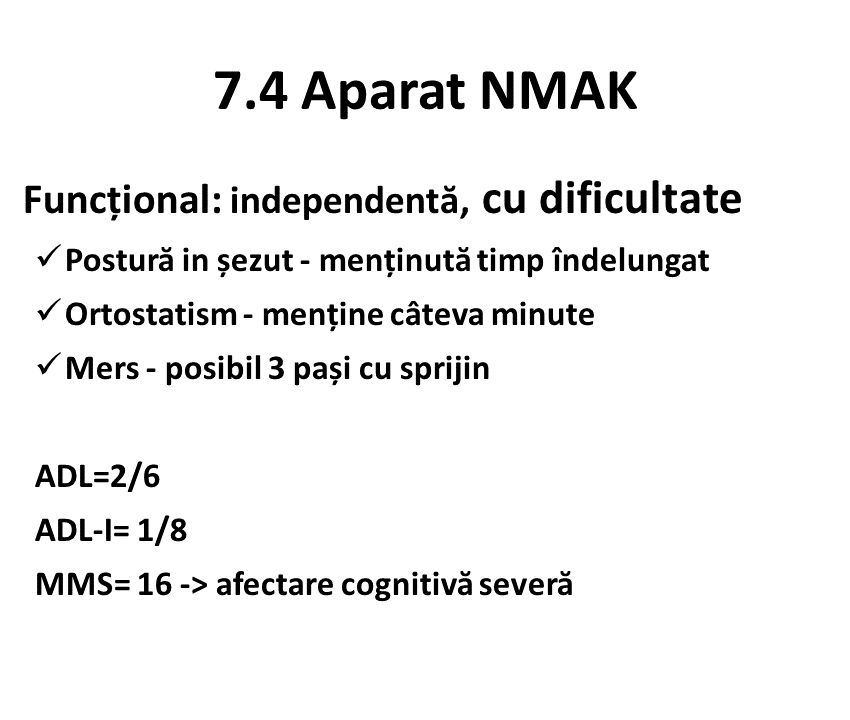 7.4 Aparat NMAK
Funcțional: independentă, cu dificultate
✓Postură in șezut - menținută timp îndelungat
✓Ortostatism - menține câteva minute
✓Mers - posibil 3 pași cu sprijin
ADL=2/6
ADL-I= 1/8
MMS= 16 -> afectare cognitivă severă